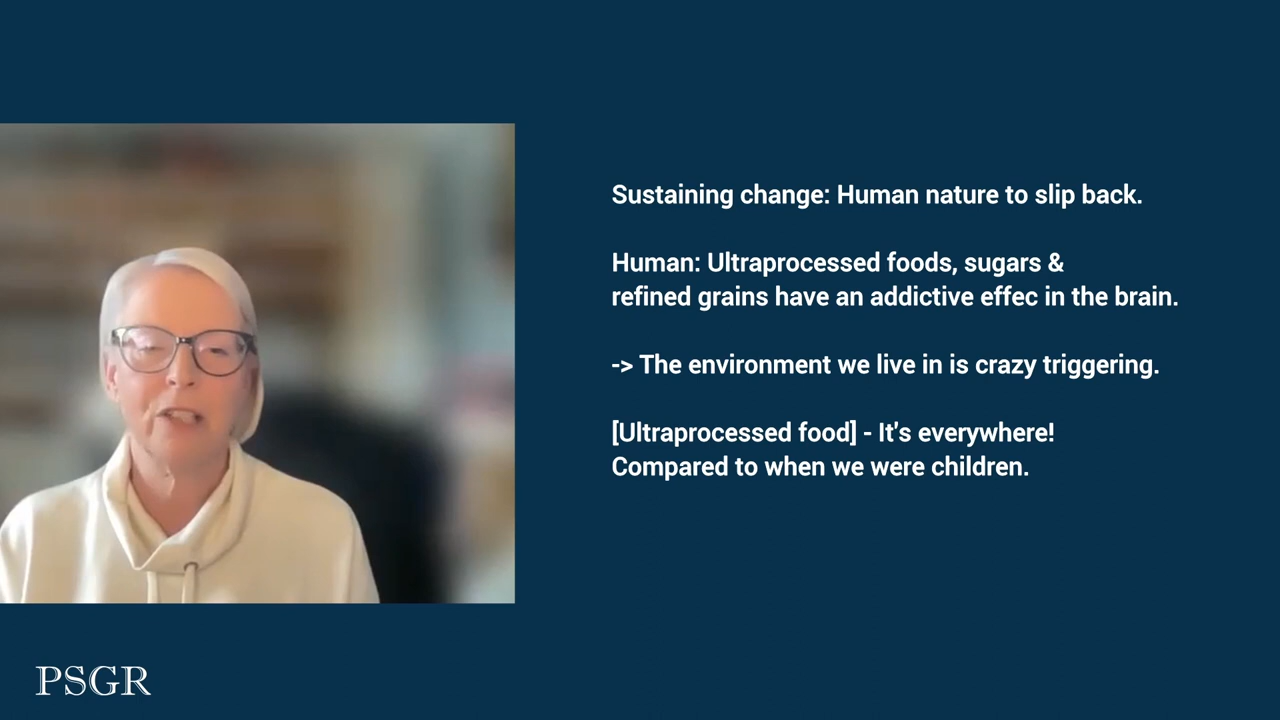 Sustaining change: Human nature to slip back.
Human: Ultraprocessed foods, sugars &
refined grains have an addictive effec in the brain.
-> The environment we live in is crazy triggering.
[Ultraprocessed food] - It's everywhere!
Compared to when we were children.
PSGR